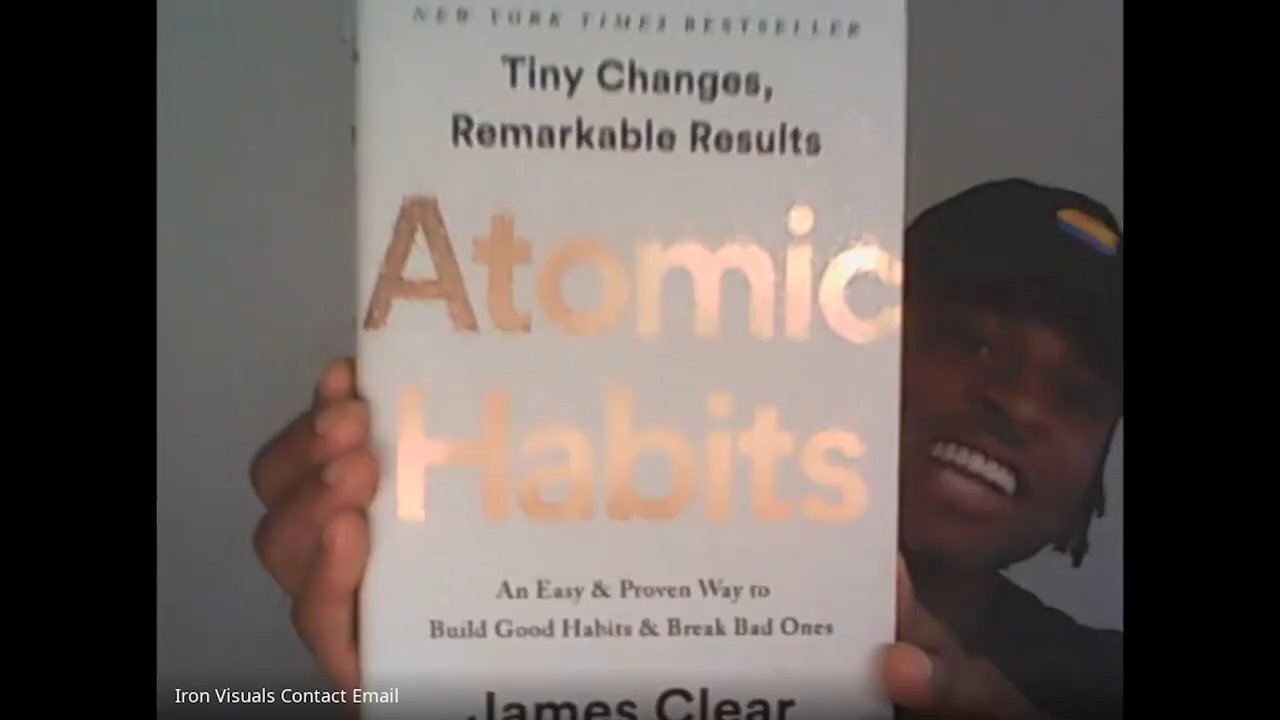 NEW YORK TIMES BESTSELLER
Tiny Changes,
Remarkable Results
Atomic
Habits
An Easy & Proven Way to
Build Good Habits & Break Bad Ones
James Clear
Iron Visuals Contact Email